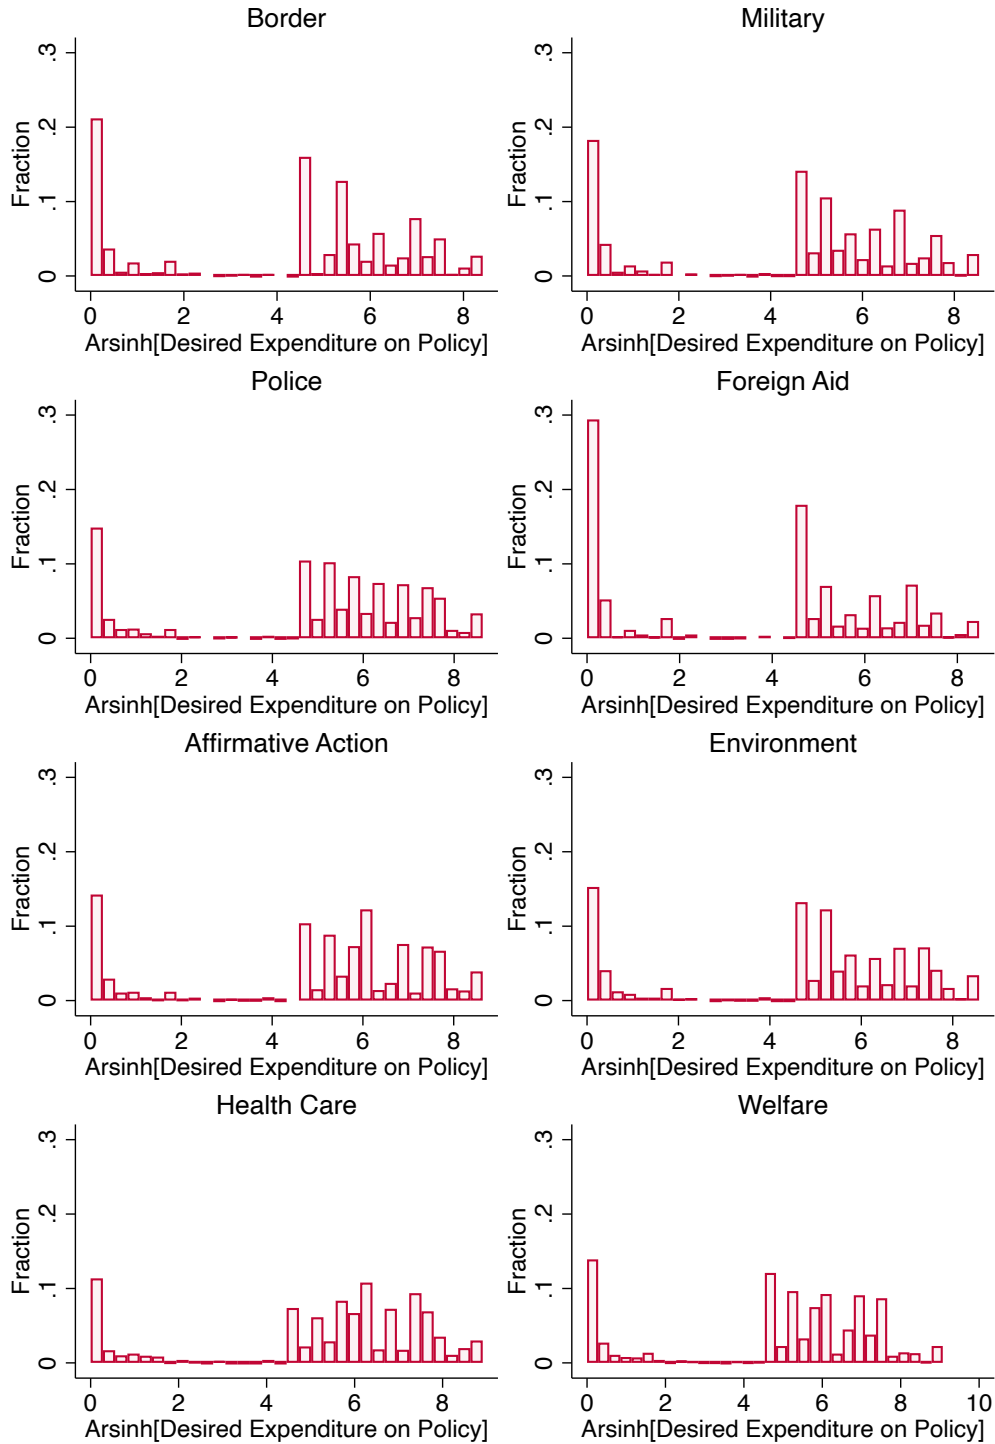 Border
.3
.2
.1
0
Fraction
0 2 4 6 8
Arsinh[Desired Expenditure on Policy]
Military
.3
.2
.1
0
Fraction
0 2 4 6 8
Arsinh[Desired Expenditure on Policy]
Police
.3
.2
.1
0
Fraction
0 2 4 6 8
Arsinh[Desired Expenditure on Policy]
Foreign Aid
.3
.2
.1
0
Fraction
0 2 4 6 8
Arsinh[Desired Expenditure on Policy]
Affirmative Action
.3
.2
.1
0
Fraction
0 2 4 6 8
Arsinh[Desired Expenditure on Policy]
Environment
.3
.2
.1
0
Fraction
0 2 4 6 8
Arsinh[Desired Expenditure on Policy]
Health Care
.3
.2
.1
0
Fraction
0 2 4 6 8
Arsinh[Desired Expenditure on Policy]
Welfare
.3
.2
.1
0
Fraction
0 2 4 6 8 10
Arsinh[Desired Expenditure on Policy]